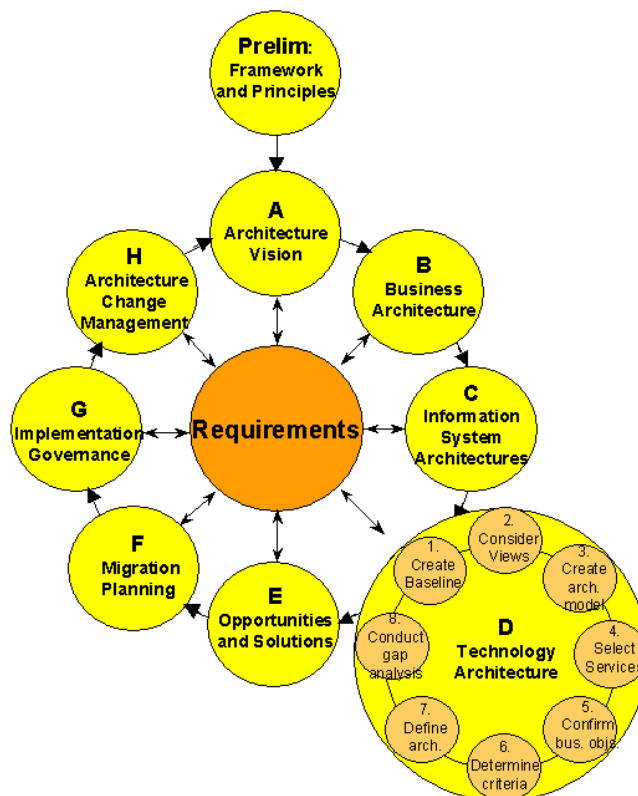 Prelim:
Framework
and Principles
A
Architecture
Vision
B
Business
Architecture
C
Information
System
Architectures
D
Technology
Architecture
1.
Create
Baseline
2.
Consider
Views
3.
Create
arch.
model
4.
Select
Services
5.
Confirm
bus. objs.
6.
Determine
criteria
7.
Define
arch.
8.
Conduct
gap
analysis
E
Opportunities
and Solutions
F
Migration
Planning
G
Implementation
Governance
H
Architecture
Change
Management
Requirements